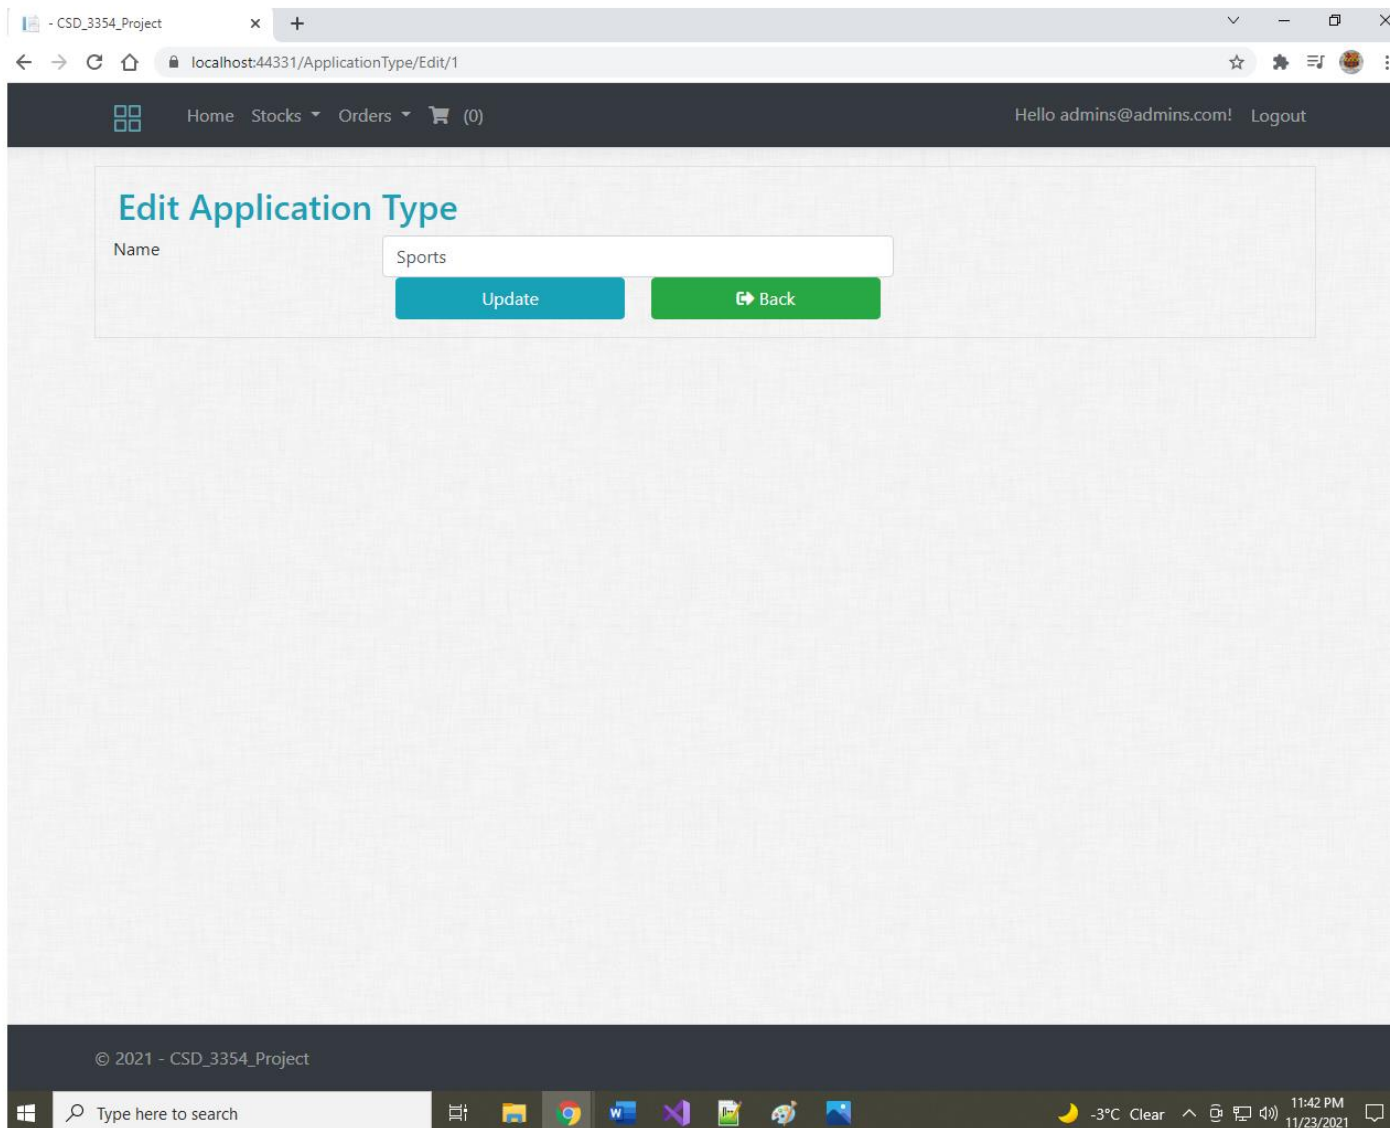 - CSD_3354_Project
localhost:44331/ApplicationType/Edit/1
Home Stocks Orders (0) Hello admins@admins.com! Logout
Edit Application Type
Name
Sports
Update Back
© 2021 - CSD_3354_Project
Type here to search -3°C Clear 11:42 PM
11/23/2021